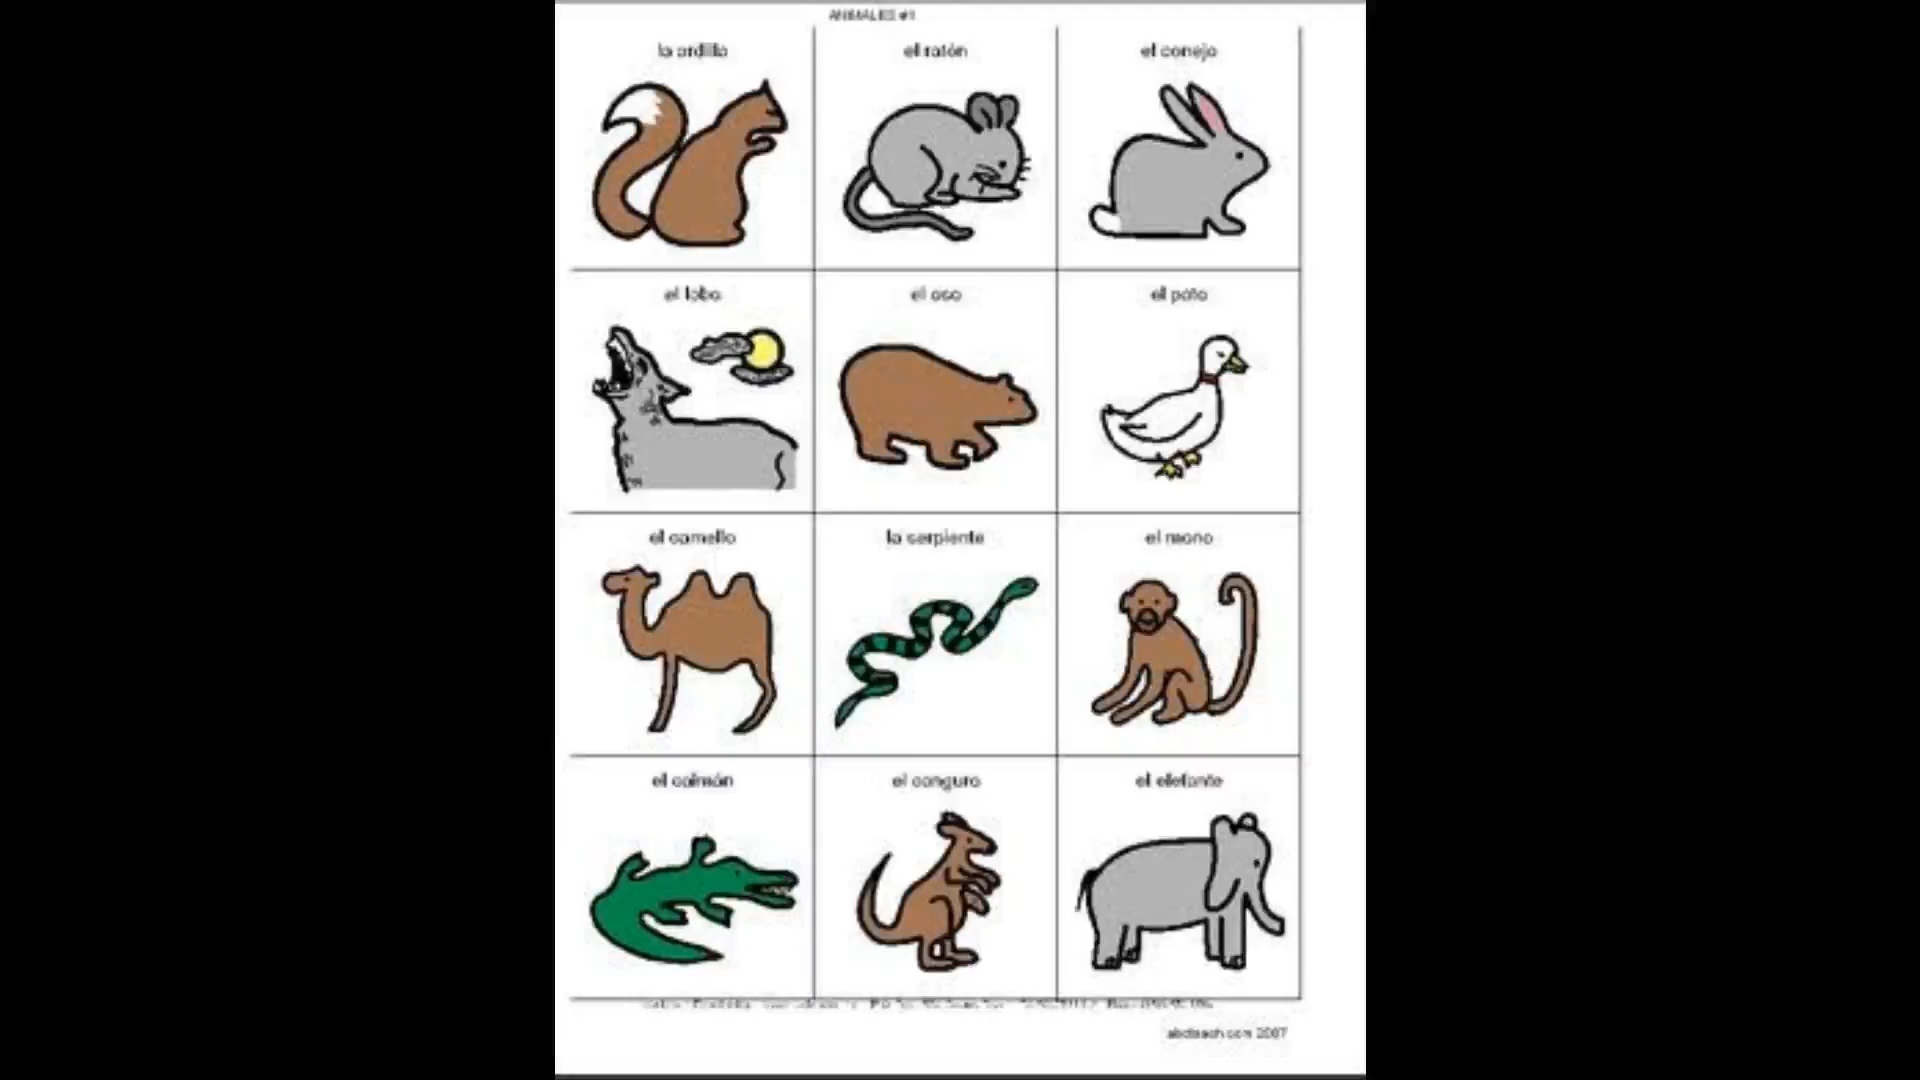 ANIMALES #1
la ardilla
el ratón
el conejo
el lobo
el oso
el pato
el camello
la serpiente
el mono
el caimán
el canguro
el elefante
abcteach.com 2007